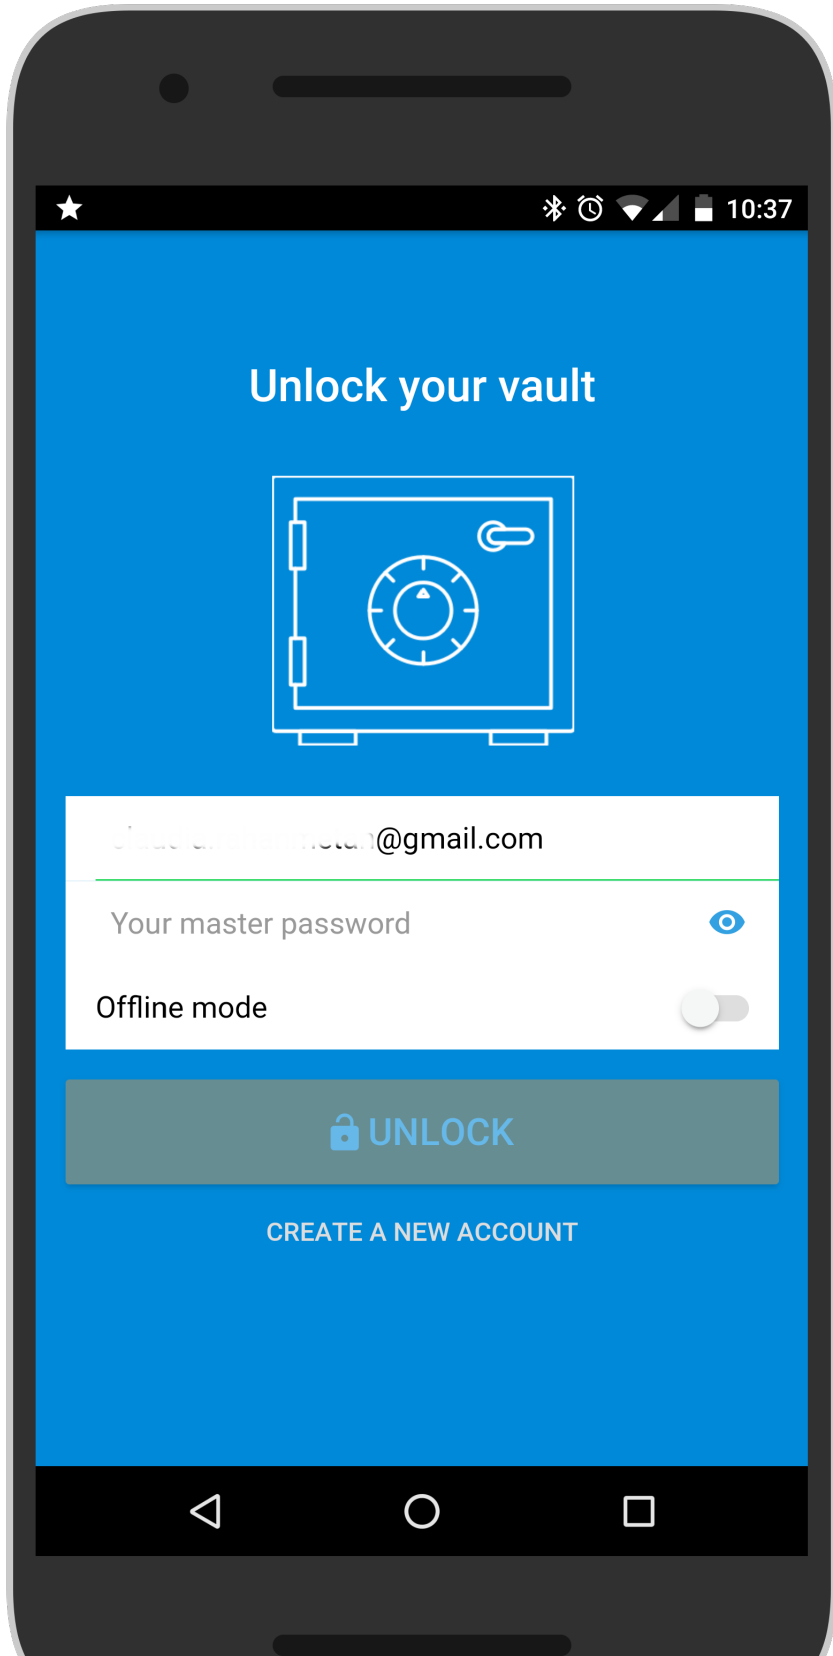 10:37
Unlock your vault
@gmail.com
Your master password
Offline mode
UNLOCK
CREATE A NEW ACCOUNT